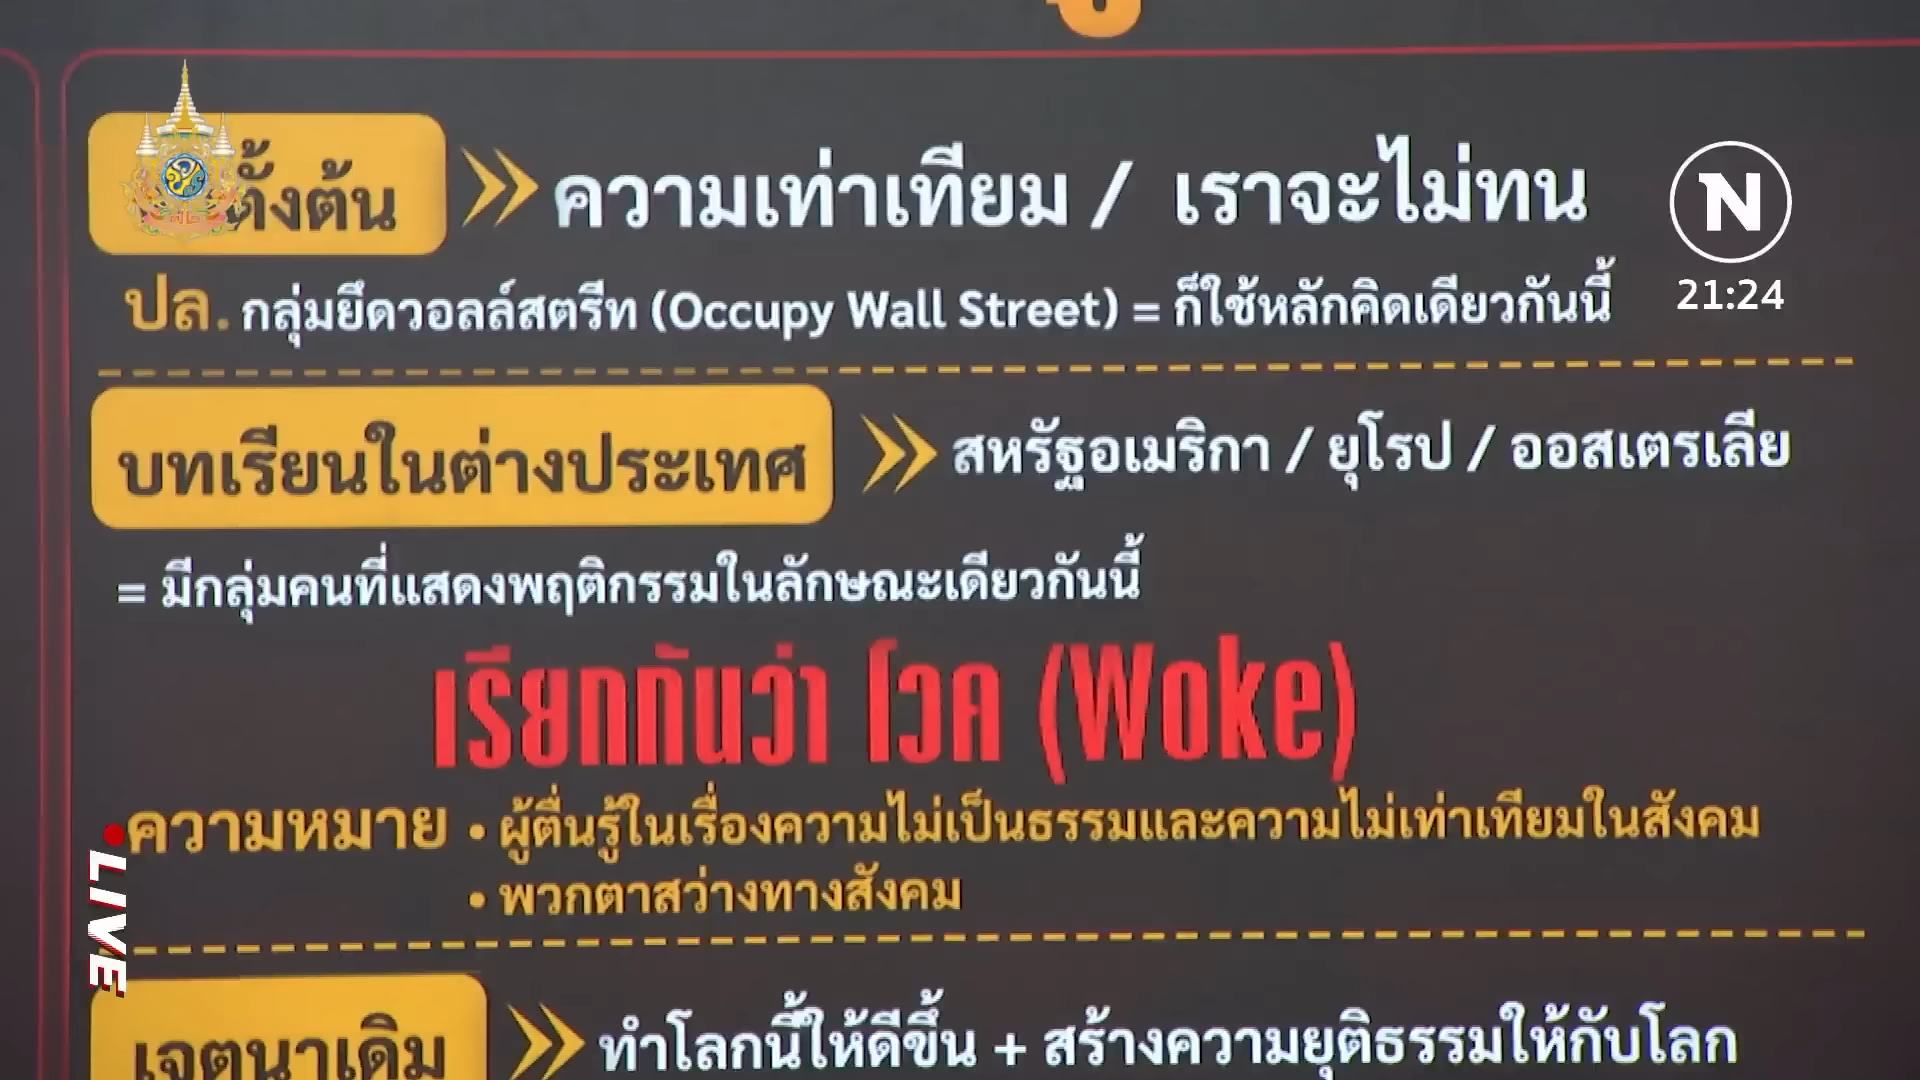 ตั้งต้น
ความเท่าเทียม / เราจะไม่ทน
N
21:24
ปล. กลุ่มยึดวอลล์สตรีท (Occupy Wall Street) = ก็ใช้หลักคิดเดียวกันนี้
บทเรียนในต่างประเทศ
สหรัฐอเมริกา / ยุโรป / ออสเตรเลีย
= มีกลุ่มคนที่แสดงพฤติกรรมในลักษณะเดียวกันนี้
เรียกกันว่า โวค (Woke)
ความหมาย • ผู้ตื่นรู้ในเรื่องความไม่เป็นธรรมและความไม่เท่าเทียมในสังคม
• พวกตาสว่างทางสังคม
LIVE
เจตนาเดิม
ทำโลกนี้ให้ดีขึ้น + สร้างความยุติธรรมให้กับโลก